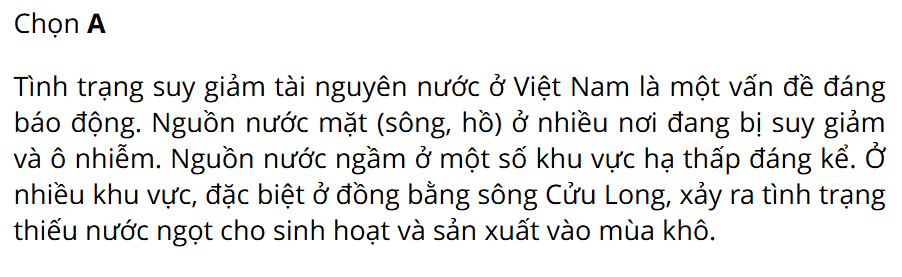 Chọn A
Tình trạng suy giảm tài nguyên nước ở Việt Nam là một vấn đề đáng
báo động. Nguồn nước mặt (sông, hồ) ở nhiều nơi đang bị suy giảm
và ô nhiễm. Nguồn nước ngầm ở một số khu vực hạ thấp đáng kể. Ở
nhiều khu vực, đặc biệt ở đồng bằng sông Cửu Long, xảy ra tình trạng
thiếu nước ngọt cho sinh hoạt và sản xuất vào mùa khô.